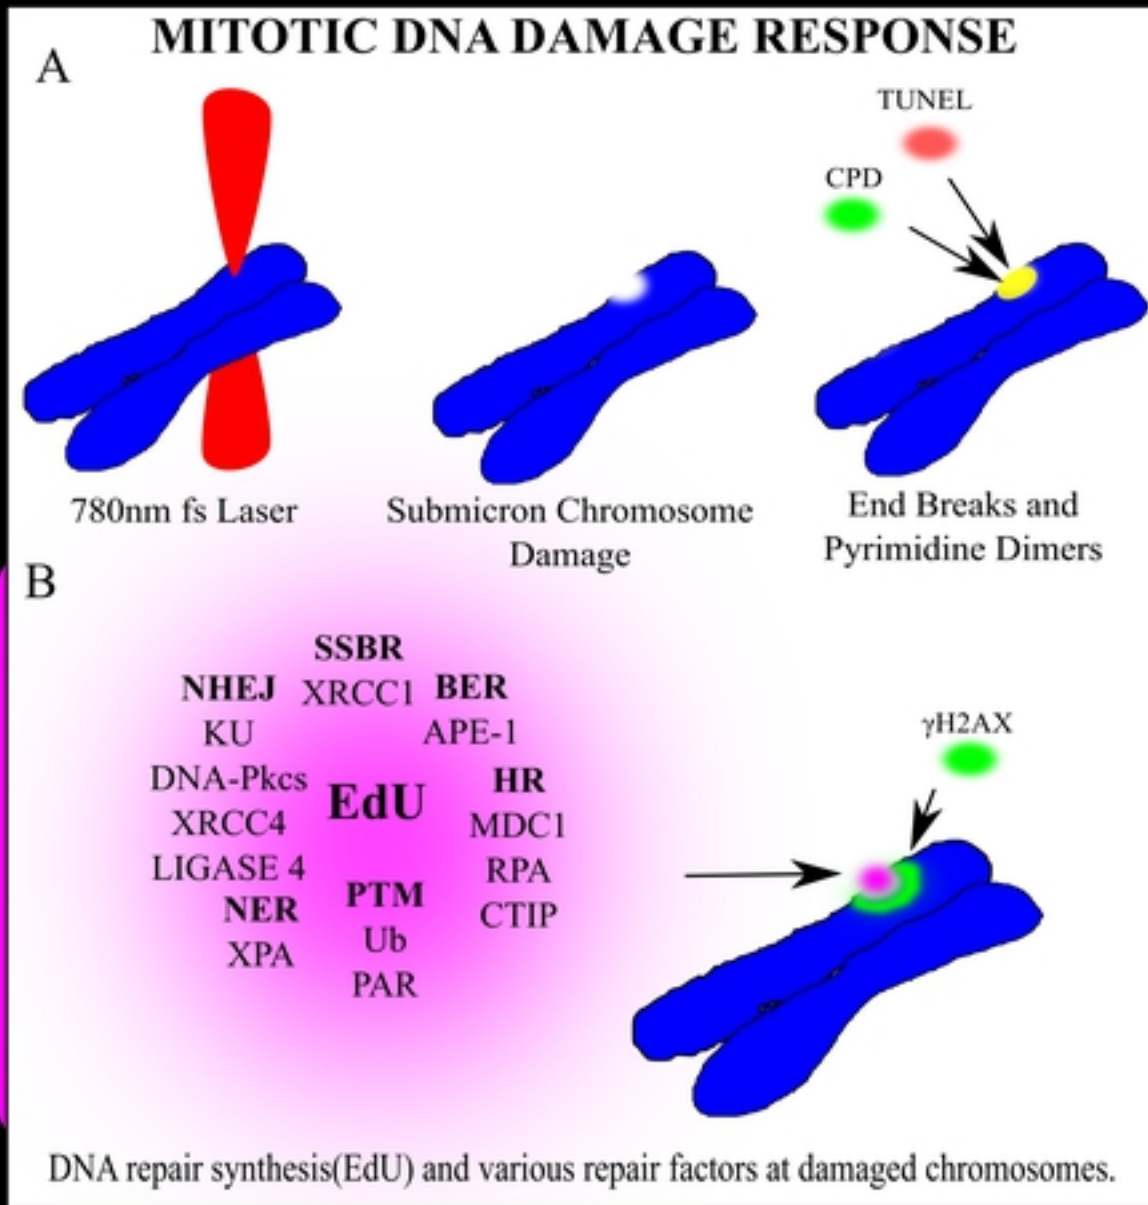 MITOTIC DNA DAMAGE RESPONSE
A
TUNEL
CPD
780nm fs Laser
Submicron Chromosome
Damage
End Breaks and
Pyrimidine Dimers
B
SSBR
XRCC1
NHEJ
KU
DNA-Pkcs
XRCC4
LIGASE 4
BER
APE-1
EdU
HR
MDC1
RPA
CTIP
NER
XPA
PTM
Ub
PAR
γH2AX
DNA repair synthesis(EdU) and various repair factors at damaged chromosomes.